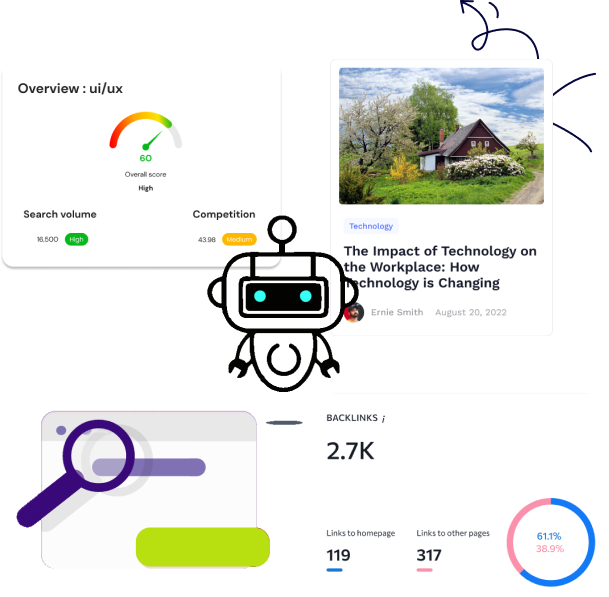 Overview : ui/ux
60
Overall score
High
Search volume
Competition
16,500
High
43.98
Medium
Technology
The Impact of Technology on
the Workplace: How
Technology is Changing
Ernie Smith
August 20, 2022
BACKLINKS i
2.7K
Links to homepage
Links to other pages
119
317
61.1%
38.9%